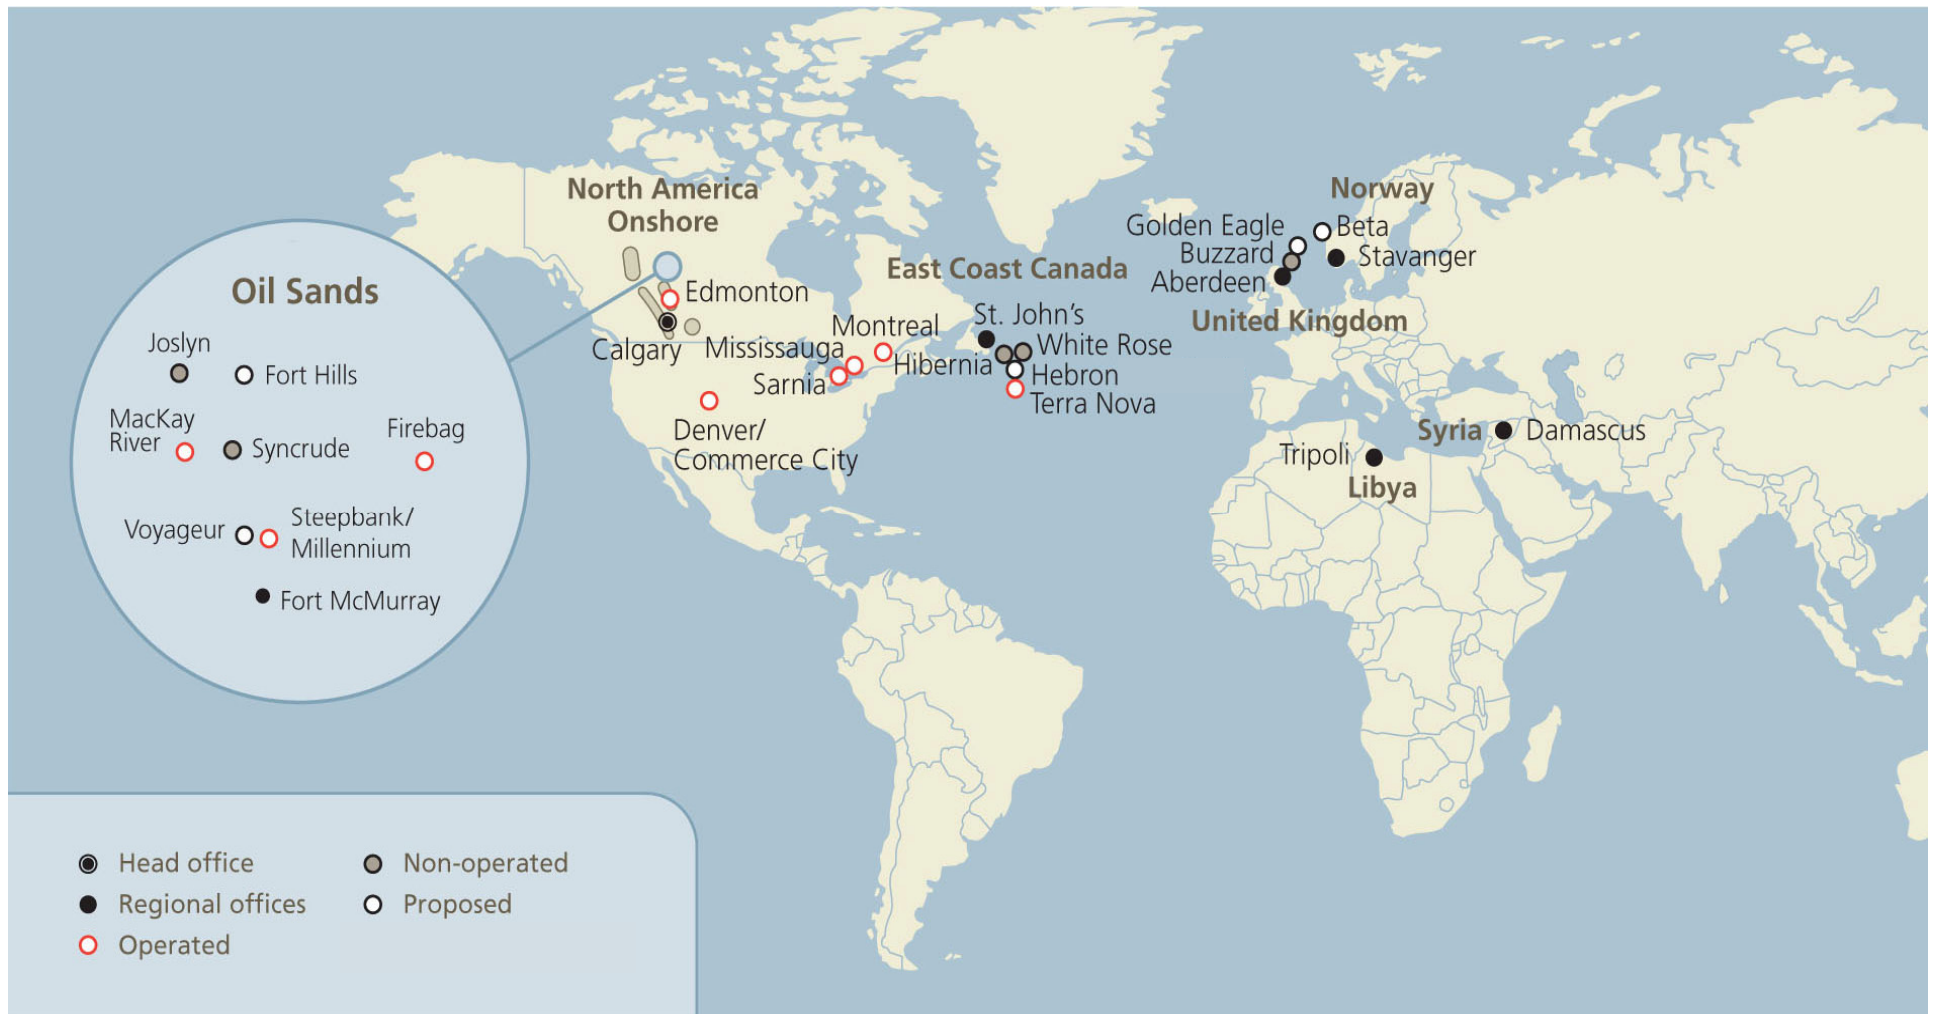 North America
Onshore
Oil Sands
Joslyn
Fort Hills
MacKay
River
Syncrude
Firebag
Voyageur
Steepbank/
Millennium
Fort McMurray
Edmonton
Calgary
Mississauga
Montreal
Sarnia
Denver/
Commerce City
East Coast Canada
St. John's
White Rose
Hibernia
Hebron
Terra Nova
Norway
Golden Eagle
Beta
Buzzard
Stavanger
Aberdeen
United Kingdom
Syria
Damascus
Tripoli
Libya
Head office
Regional offices
Operated
Non-operated
Proposed